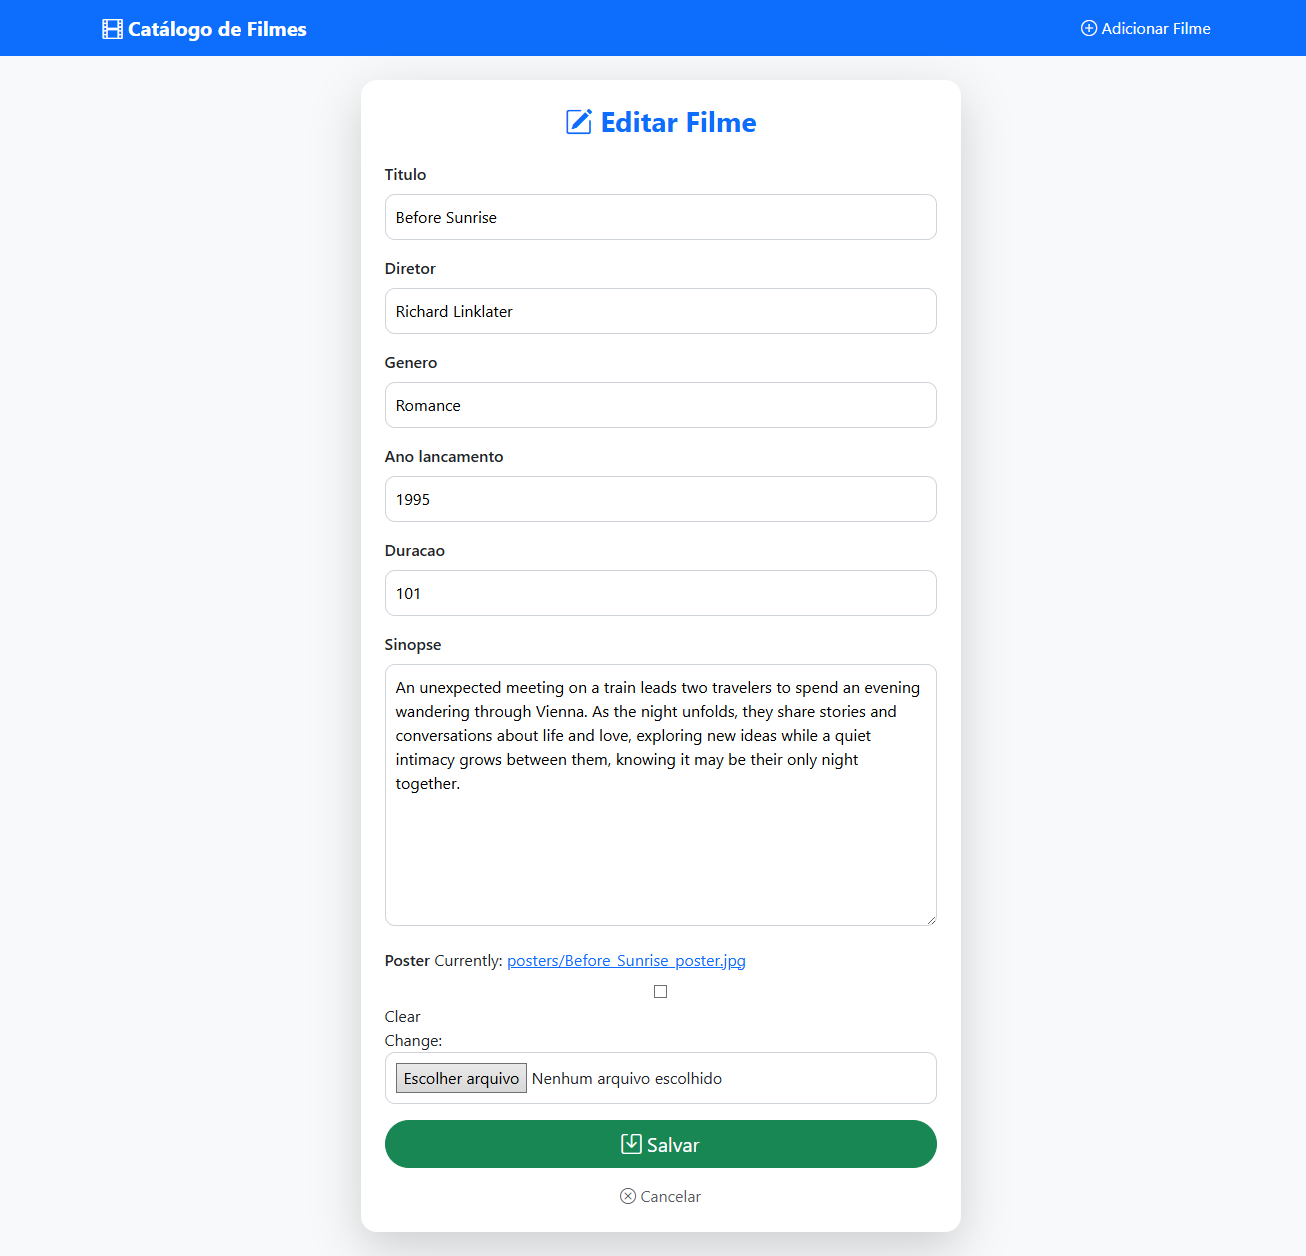 Catálogo de Filmes
Adicionar Filme
Editar Filme
Titulo
Before Sunrise
Diretor
Richard Linklater
Genero
Romance
Ano lancamento
1995
Duracao
101
Sinopse
An unexpected meeting on a train leads two travelers to spend an evening
wandering through Vienna. As the night unfolds, they share stories and
conversations about life and love, exploring new ideas while a quiet
intimacy grows between them, knowing it may be their only night
together.
Poster Currently: posters/Before_Sunrise_poster.jpg
Clear
Change:
Escolher arquivo Nenhum arquivo escolhido
Salvar
Cancelar